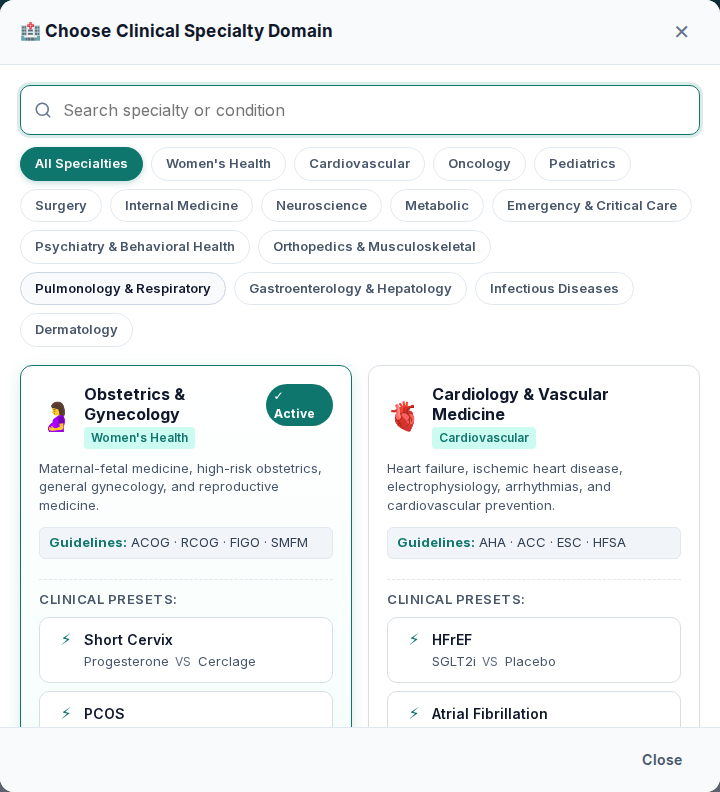 🏥 Choose Clinical Specialty Domain
Search specialty or condition
All Specialties Women's Health Cardiovascular Oncology Pediatrics
Surgery Internal Medicine Neuroscience Metabolic Emergency & Critical Care
Psychiatry & Behavioral Health Orthopedics & Musculoskeletal
Pulmonology & Respiratory Gastroenterology & Hepatology Infectious Diseases
Dermatology
Obstetrics &
Gynecology
✓
Active
Women's Health
Maternal-fetal medicine, high-risk obstetrics,
general gynecology, and reproductive
medicine.
Guidelines: ACOG · RCOG · FIGO · SMFM
CLINICAL PRESETS:
⚡ Short Cervix
Progesterone VS Cerclage
⚡ PCOS
Cardiology & Vascular
Medicine
Cardiovascular
Heart failure, ischemic heart disease,
electrophysiology, arrhythmias, and
cardiovascular prevention.
Guidelines: AHA · ACC · ESC · HFSA
CLINICAL PRESETS:
⚡ HFrEF
SGLT2i VS Placebo
⚡ Atrial Fibrillation
Close